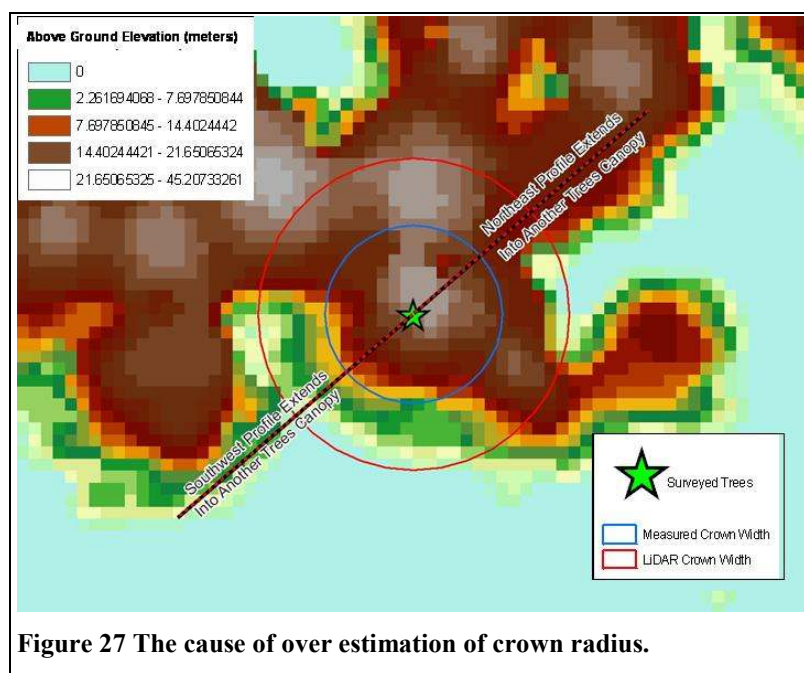 Above Ground Elevation (meters)
0
2.261694068 - 7.697850844
7.697850845 - 14.4024442
14.40244421 - 21.65065324
21.65065325 - 45.20733261
Northeast Profile Extends
Into Another Trees Canopy
Southwest Profile Extends
Into Another Trees Canopy
Surveyed Trees
Measured Crown Width
LiDAR Crown Width
Figure 27 The cause of over estimation of crown radius.